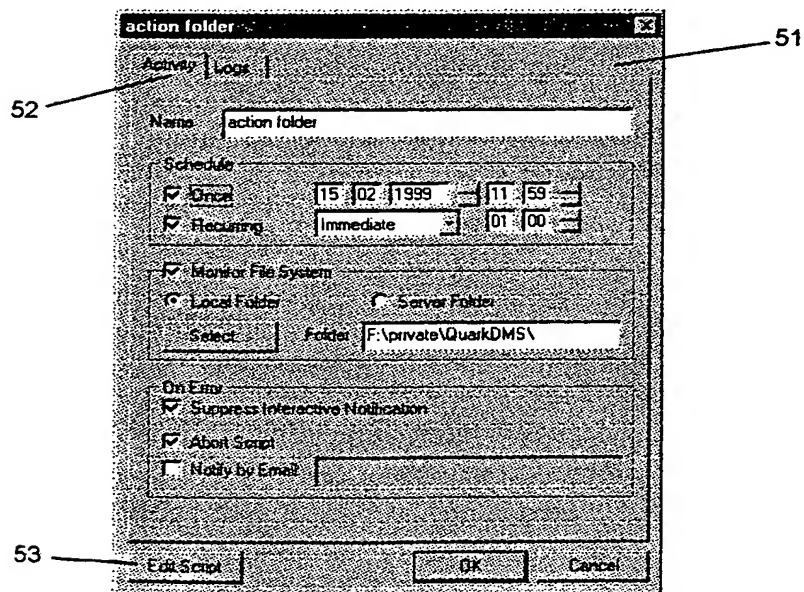 action folder
51
Activity Logs
52
Name action folder
Schedule
Once 15 02 1999 11 59
Recurring Immediate 01 00
Monitor File System
Local Folder Server Folder
Select Folder F:\private\QuarkDMS\
On Error
Suppress Interactive Notification
Abort Script
Notify by Email
53
Edit Script OK Cancel